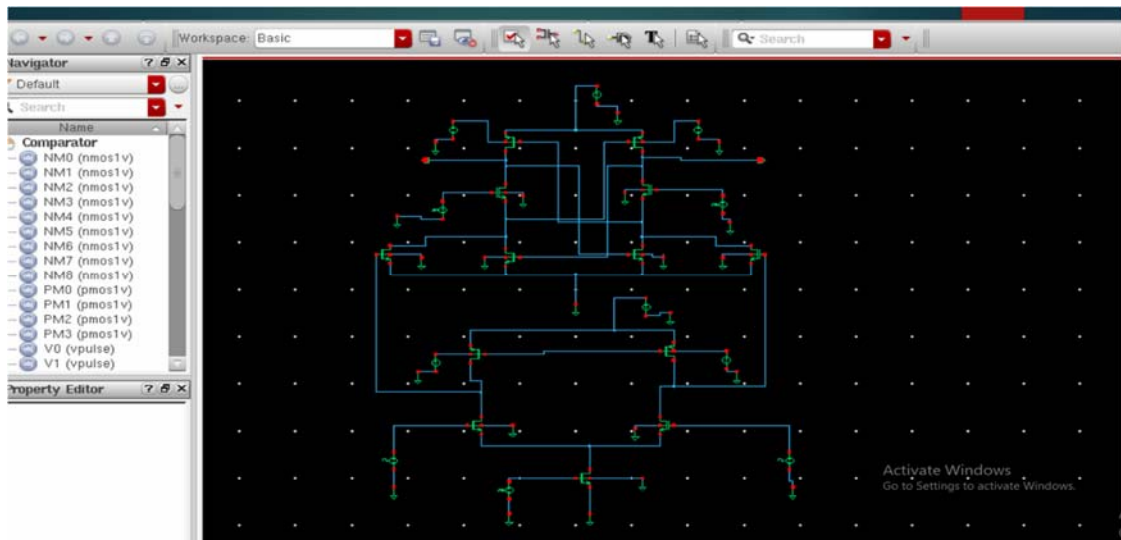 Workspace: Basic
Search
Navigator
Default
Search
Name
Comparator
NM0 (nmos1v)
NM1 (nmos1v)
NM2 (nmos1v)
NM3 (nmos1v)
NM4 (nmos1v)
NM5 (nmos1v)
NM6 (nmos1v)
NM7 (nmos1v)
NM8 (nmos1v)
PM0 (pmos1v)
PM1 (pmos1v)
PM2 (pmos1v)
PM3 (pmos1v)
V0 (vpulse)
V1 (vpulse)
Property Editor
Activate Windows
Go to Settings to activate Windows.